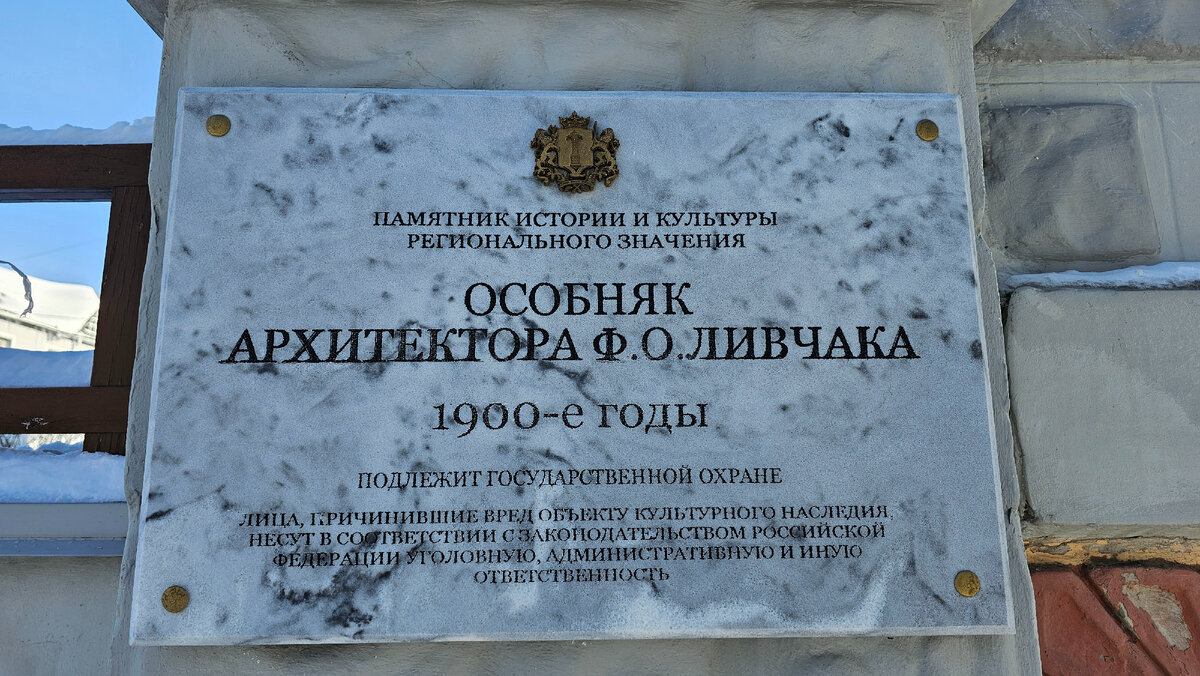 ПАМЯТНИК ИСТОРИИ И КУЛЬТУРЫ
РЕГИОНАЛЬНОГО ЗНАЧЕНИЯ
ОСОБНЯК
АРХИТЕКТОРА Ф.О.ЛИВЧАКА
1900-е годы
ПОДЛЕЖИТ ГОСУДАРСТВЕННОЙ ОХРАНЕ
ЛИЦА, ПРИЧИНИВШИЕ ВРЕД ОБЪЕКТУ КУЛЬТУРНОГО НАСЛЕДИЯ,
НЕСУТ В СООТВЕТСТВИИ С ЗАКОНОДАТЕЛЬСТВОМ РОССИЙСКОЙ
ФЕДЕРАЦИИ УГОЛОВНУЮ, АДМИНИСТРАТИВНУЮ И ИНУЮ
ОТВЕТСТВЕННОСТЬ